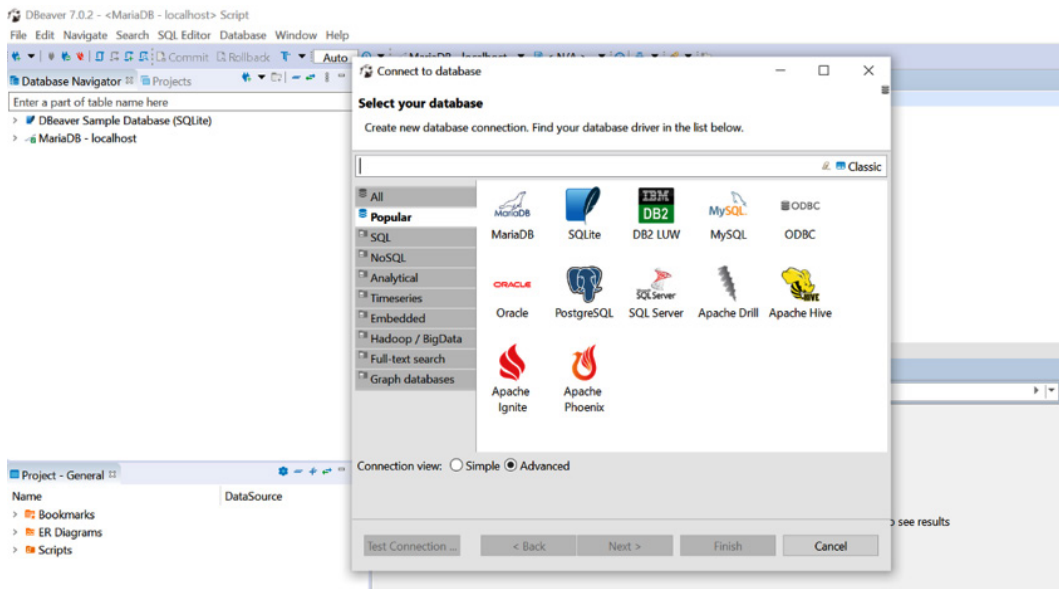 DBeaver 7.0.2 - <MariaDB - localhost> Script
File Edit Navigate Search SQL Editor Database Window Help
Commit Rollback Auto
Database Navigator Projects
Enter a part of table name here
DBeaver Sample Database (SQLite)
MariaDB - localhost
Connect to database
Select your database
Create new database connection. Find your database driver in the list below.
Classic
All
Popular
SQL
NoSQL
Analytical
Timeseries
Embedded
Hadoop / BigData
Full-text search
Graph databases
MariaDB IBM DB2 MySQL ODBC
MariaDB SQLite DB2 LUW MySQL ODBC
ORACLE SQL Server HIVE
Oracle PostgreSQL SQL Server Apache Drill Apache Hive
Apache Ignite
Apache Phoenix
Connection view: Simple Advanced
Test Connection ... < Back Next > Finish Cancel
Project - General
Name DataSource
Bookmarks
ER Diagrams
Scripts
see results